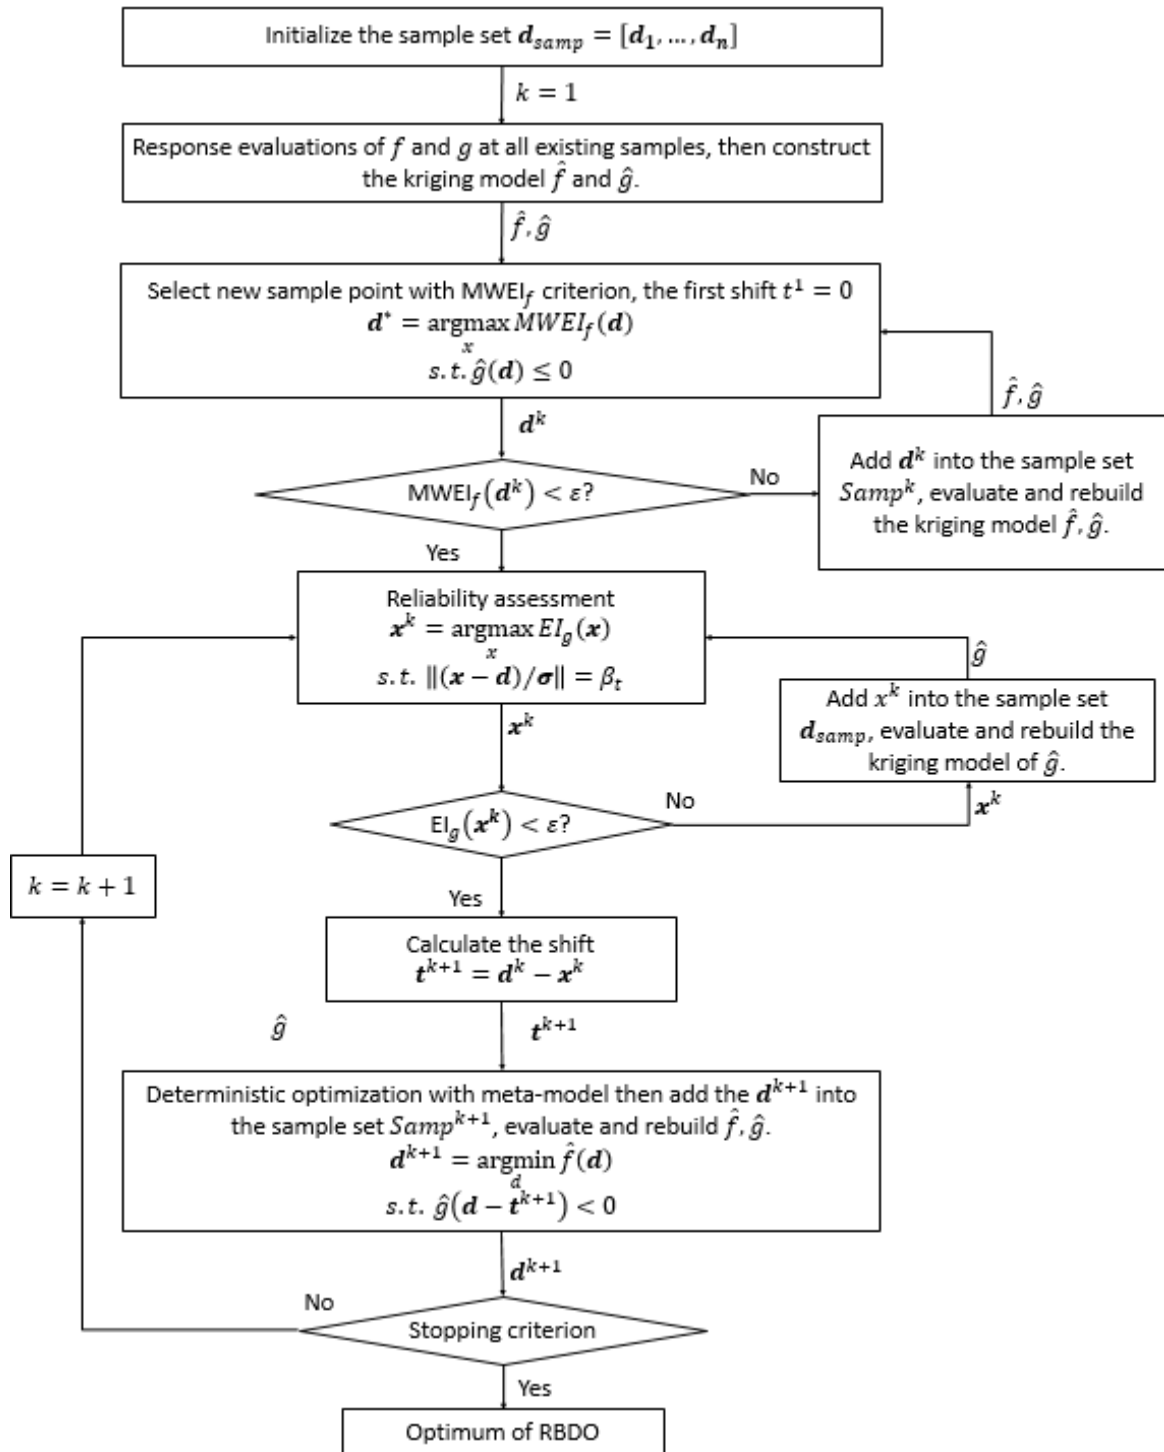 Initialize the sample set d_samp = [d_1, ..., d_n]
k = 1
Response evaluations of f and g at all existing samples, then construct
the kriging model f̂ and ĝ.
f̂, ĝ
Select new sample point with MWEI_f criterion, the first shift t^1 = 0
d^* = argmax MWEI_f(d)
x
s.t. ĝ(d) ≤ 0
f̂, ĝ
d^k
MWEI_f(d^k) < ε?
No
Add d^k into the sample set
Samp^k, evaluate and rebuild
the kriging model f̂, ĝ.
Yes
Reliability assessment
x^k = argmax EI_g(x)
x
s.t. ‖(x − d)/σ‖ = β_t
ĝ
Add x^k into the sample set
d_samp, evaluate and rebuild the
kriging model of ĝ.
x^k
EI_g(x^k) < ε?
No
x^k
k = k + 1
Yes
Calculate the shift
t^{k+1} = d^k − x^k
ĝ
t^{k+1}
Deterministic optimization with meta-model then add the d^{k+1} into
the sample set Samp^{k+1}, evaluate and rebuild f̂, ĝ.
d^{k+1} = argmin f̂(d)
d
s.t. ĝ(d − t^{k+1}) < 0
d^{k+1}
No
Stopping criterion
Yes
Optimum of RBDO